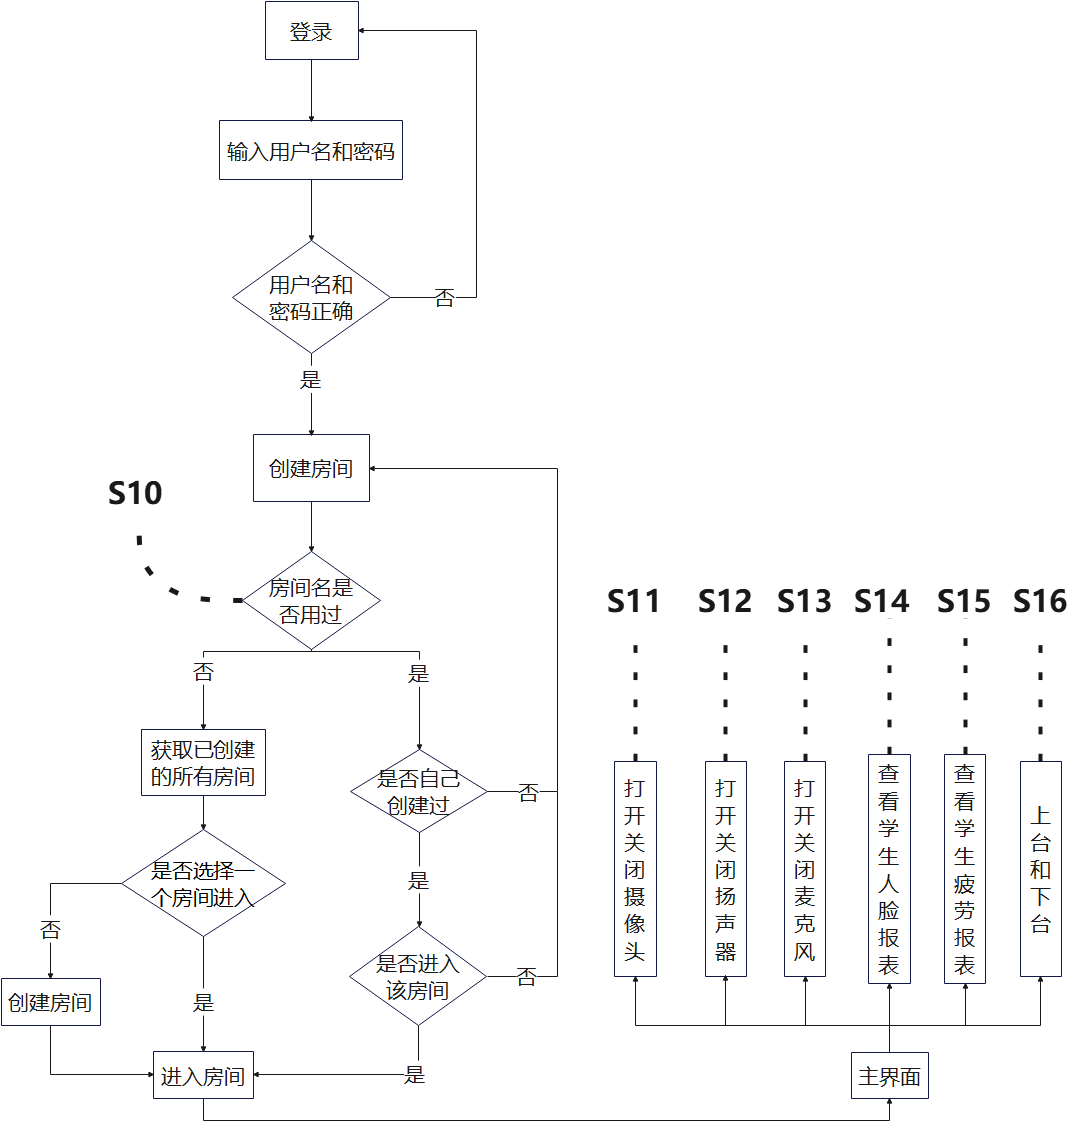 登录
输入用户名和密码
用户名和
密码正确
否
是
创建房间
S10
房间名是
否用过
否
是
获取已创建
的所有房间
是否自己
创建过
否
是否选择一
个房间进入
是
否
是否进入
该房间
否
创建房间
是
进入房间
是
S11
S12
S13
S14
S15
S16
打开关闭摄像头
打开关闭扬声器
打开关闭麦克风
查看学生人脸报表
查看学生疲劳报表
上台和下台
主界面